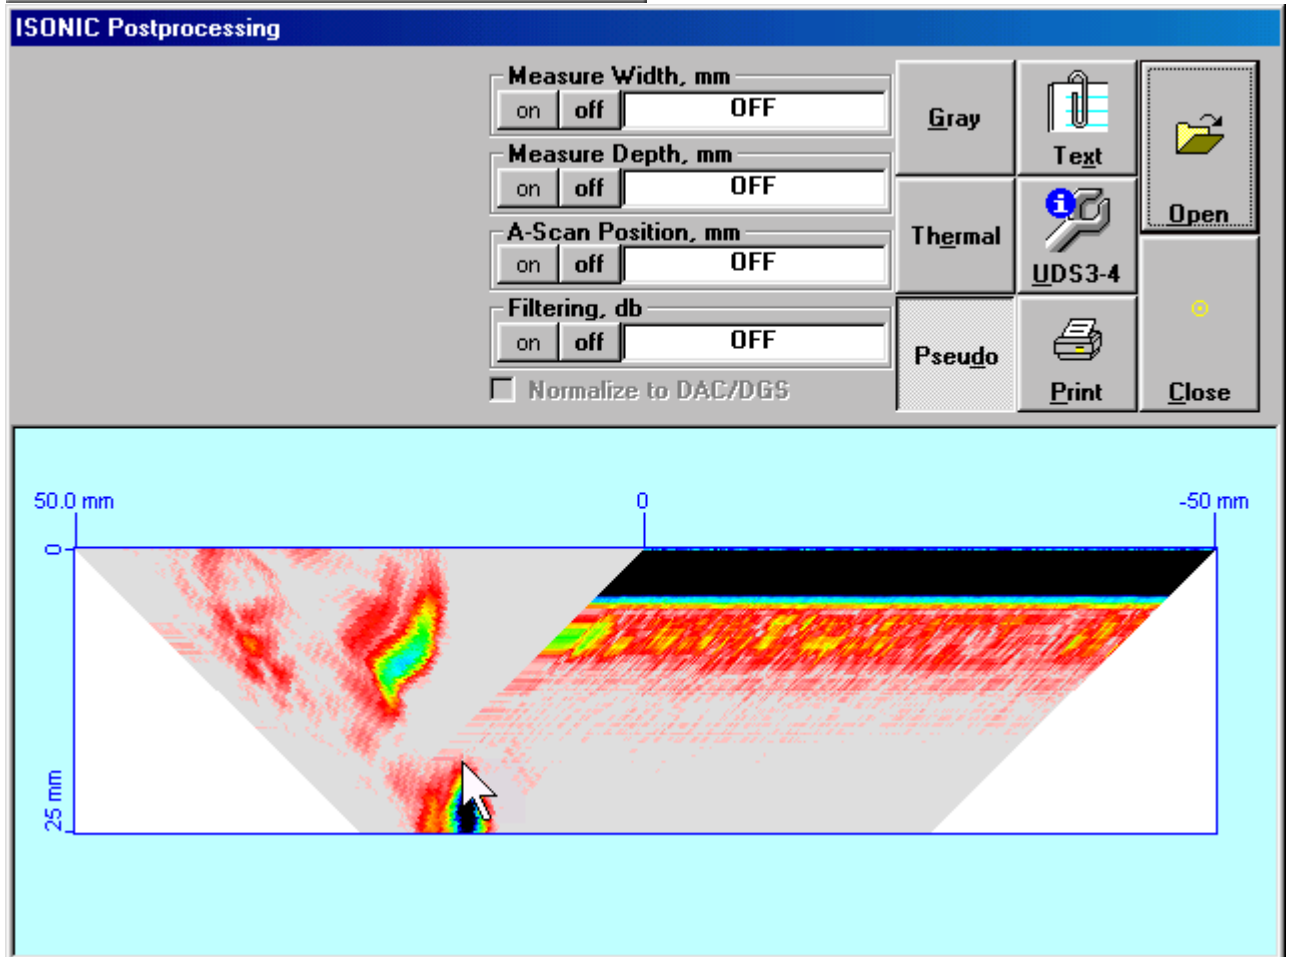 ISONIC Postprocessing
Measure Width, mm
on off OFF
Measure Depth, mm
on off OFF
A-Scan Position, mm
on off OFF
Filtering, db
on off OFF
Normalize to DAC/DGS
Gray
Thermal
Pseudo
Text
UDS3-4
Print
Open
Close
50.0 mm 0 -50 mm
0
25 mm